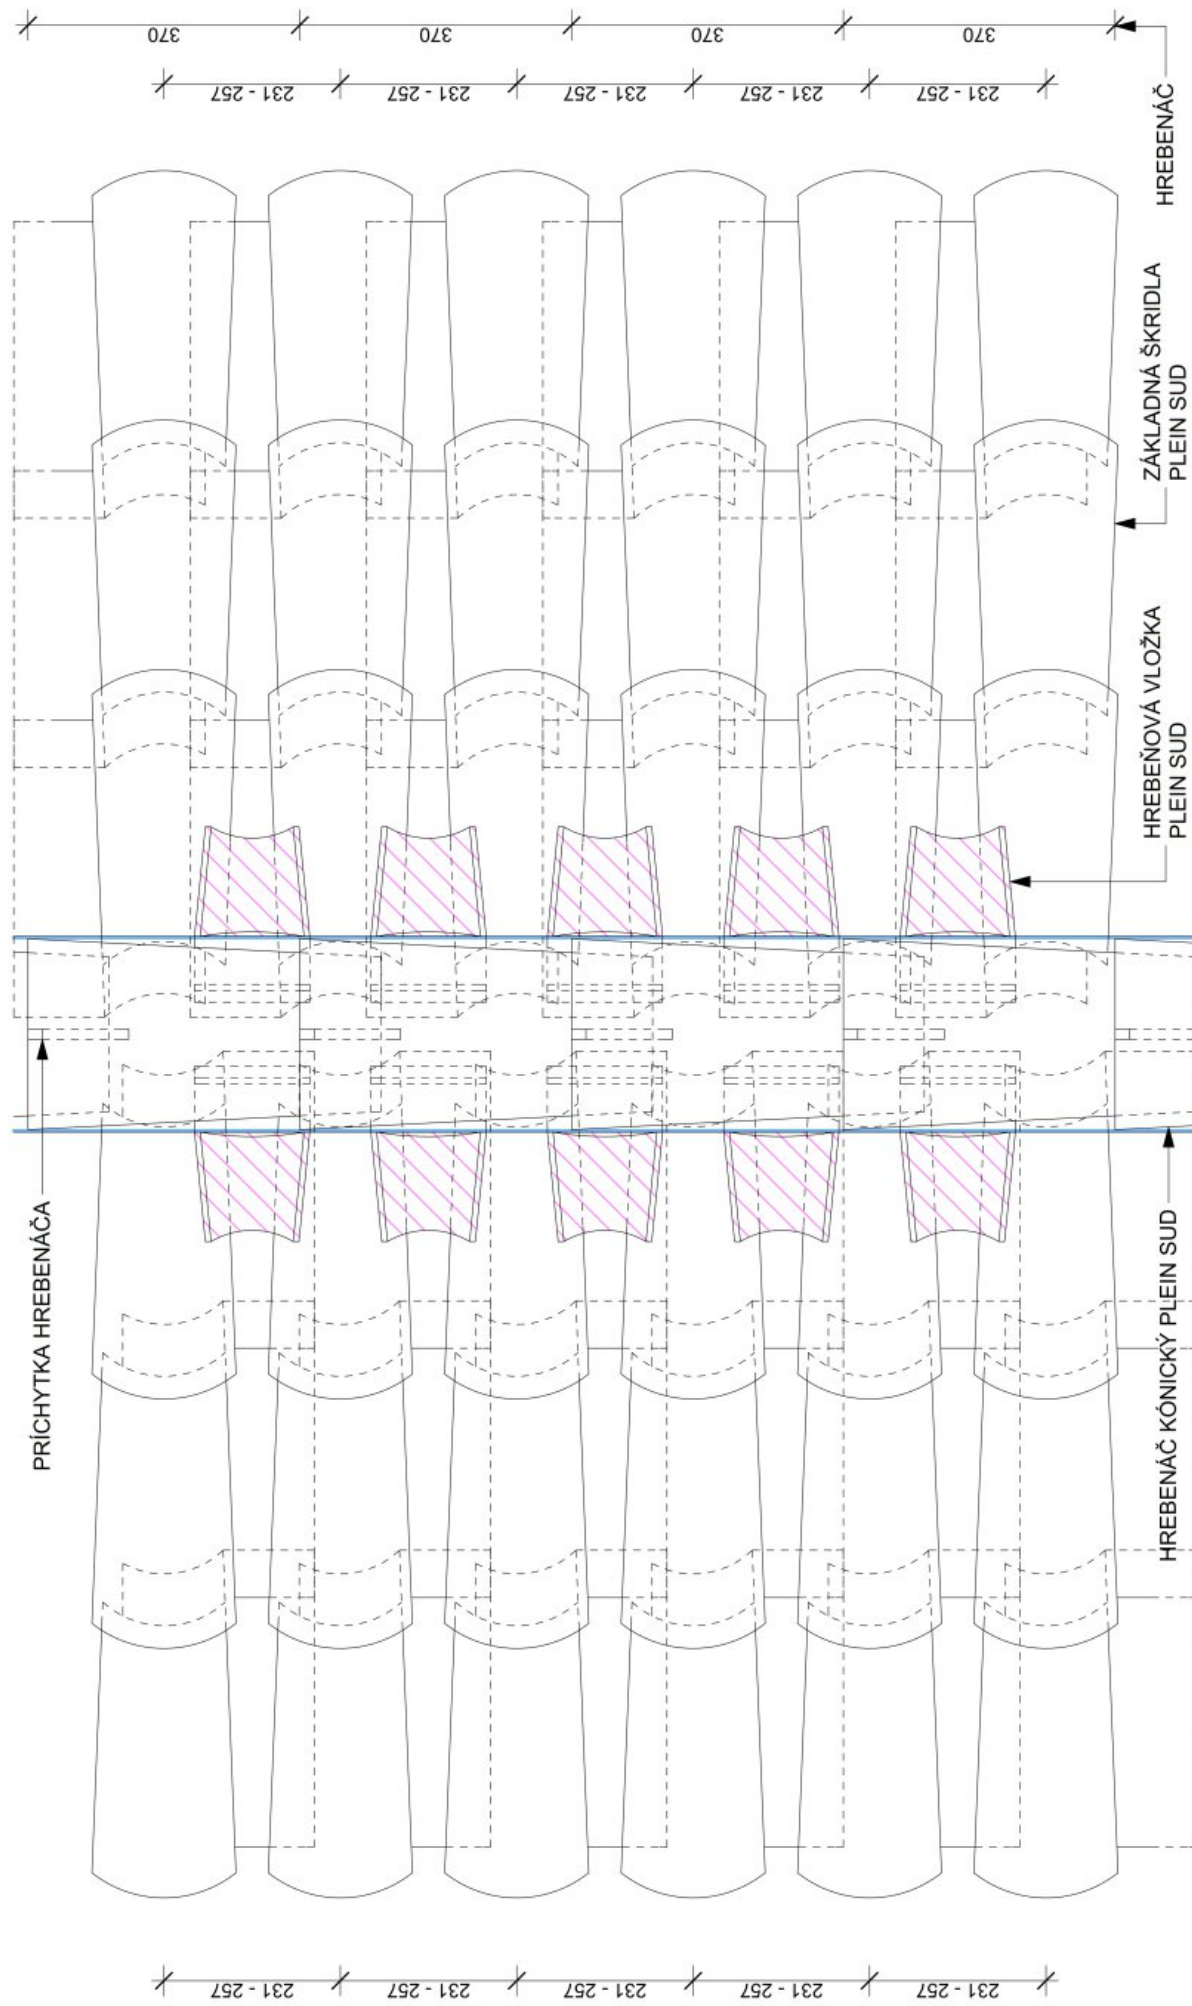 370
370
370
370
231 - 257
231 - 257
231 - 257
231 - 257
231 - 257
HREBENÁČ
ZÁKLADNÁ ŠKRIDLA
PLEIN SUD
HREBEŇOVÁ VLOŽKA
PLEIN SUD
PRÍCHYTKA HREBENÁČA
HREBENÁČ KÓNICKÝ PLEIN SUD
231 - 257
231 - 257
231 - 257
231 - 257
231 - 257